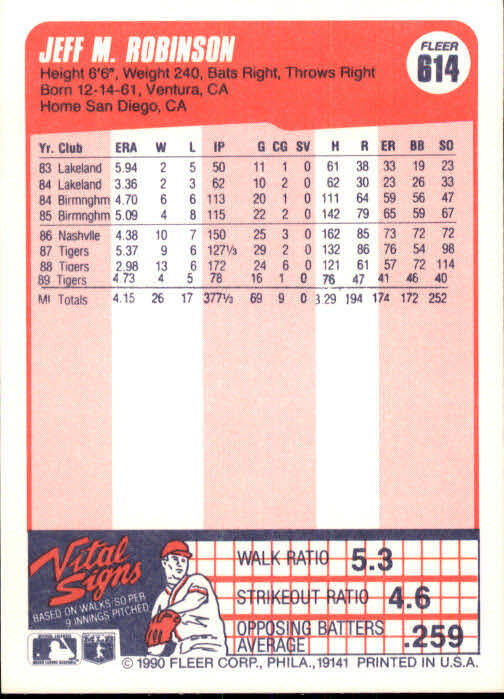 JEFF M. ROBINSON
FLEER
614
Height 6'6", Weight 240, Bats Right, Throws Right
Born 12-14-61, Ventura, CA
Home San Diego, CA
Yr. Club ERA W L IP G CG SV H R ER BB SO
83 Lakeland 5.94 2 5 50 11 1 0 61 38 33 19 23
84 Lakeland 3.36 2 3 62 10 2 0 62 30 23 26 33
84 Birmnghm 4.70 6 6 113 20 1 0 111 64 59 56 47
85 Birmnghm 5.09 4 8 115 22 2 0 142 79 65 59 67
86 Nashvlle 4.38 10 7 150 25 3 0 162 85 73 72 72
87 Tigers 5.37 9 6 127⅓ 29 2 0 132 86 76 54 98
88 Tigers 2.98 13 6 172 24 6 0 121 61 57 72 114
89 Tigers 4.73 4 5 78 16 1 0 76 47 41 46 40
Ml Totals 4.15 26 17 377⅓ 69 9 0 3.29 194 174 172 252
Vital
Signs
BASED ON WALKS/SO PER
9 INNINGS PITCHED
WALK RATIO 5.3
STRIKEOUT RATIO 4.6
OPPOSING BATTERS
AVERAGE .259
© 1990 FLEER CORP., PHILA., 19141 PRINTED IN U.S.A.